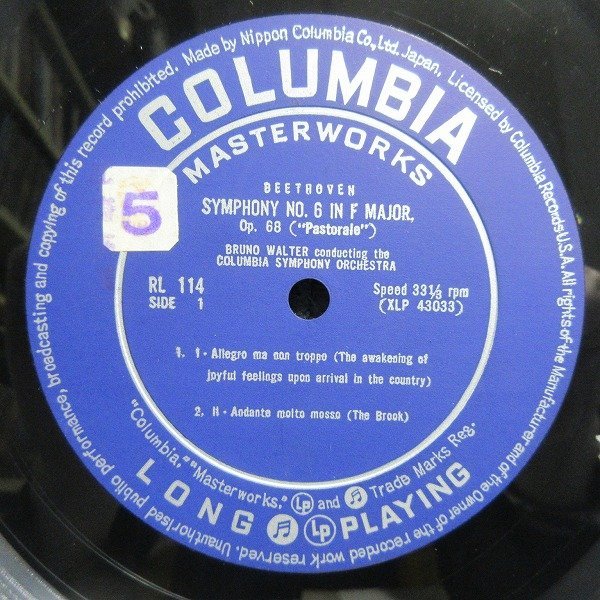 Unauthorised public performance, broadcasting and copying of this record prohibited. Made by Nippon Columbia Co., Ltd. Japan, Licensed by Columbia Records U.S.A. All rights of the Manufacturer and of the Owner of the recorded work reserved.
COLUMBIA
MASTERWORKS
5
BEETHOVEN
SYMPHONY NO. 6 IN F MAJOR,
Op. 68 ("Pastorale")
BRUNO WALTER conducting the
COLUMBIA SYMPHONY ORCHESTRA
RL 114
SIDE 1
Speed 33⅓ rpm
(XLP 43033)
1. I - Allegro ma non troppo (The awakening of
joyful feelings upon arrival in the country)
2. II - Andante molto mosso (The Brook)
"Columbia," "Masterworks," Lp and Trade Marks Reg.
LONG Lp PLAYING